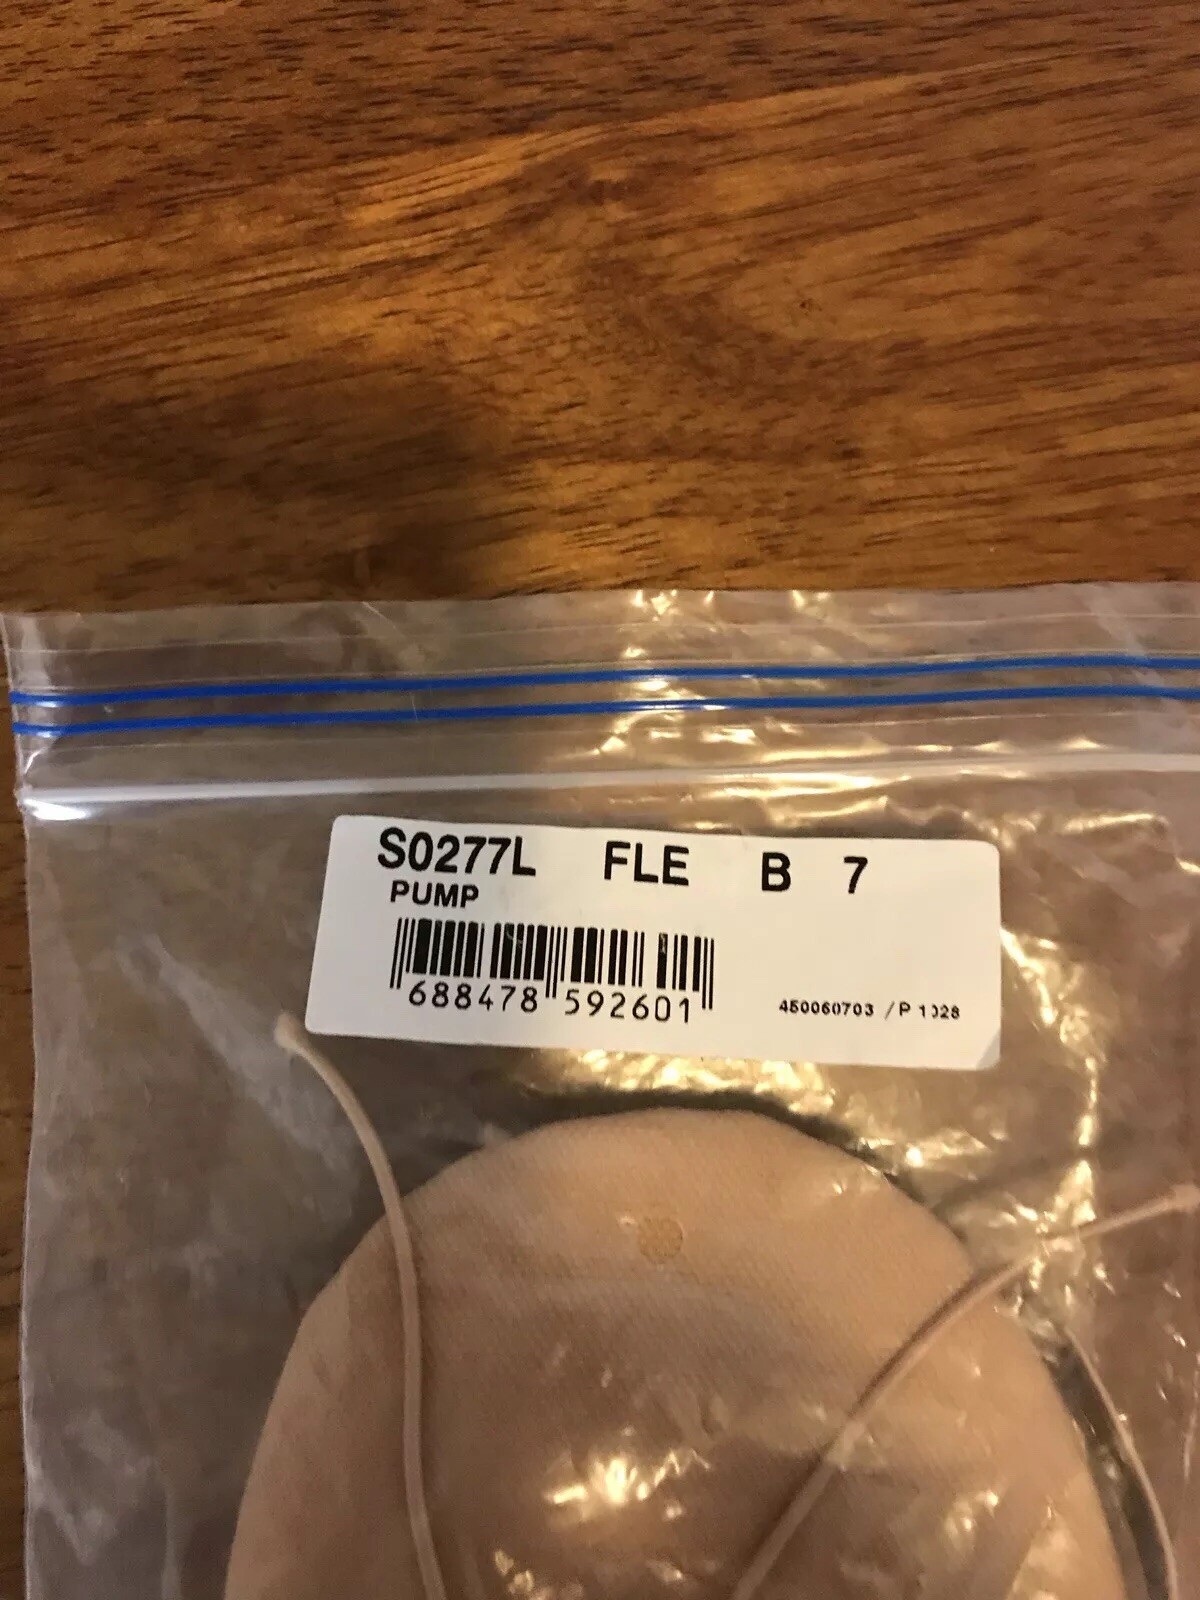 S0277L FLE B 7
PUMP
688478 592601
450060703 /P 1028